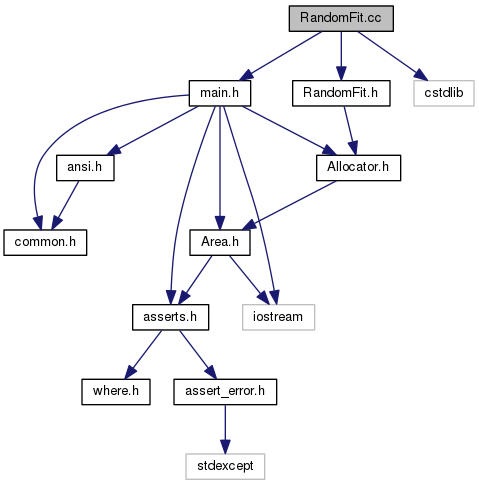 RandomFit.cc
main.h
RandomFit.h
cstdlib
ansi.h
Allocator.h
common.h
Area.h
asserts.h
iostream
where.h
assert_error.h
stdexcept